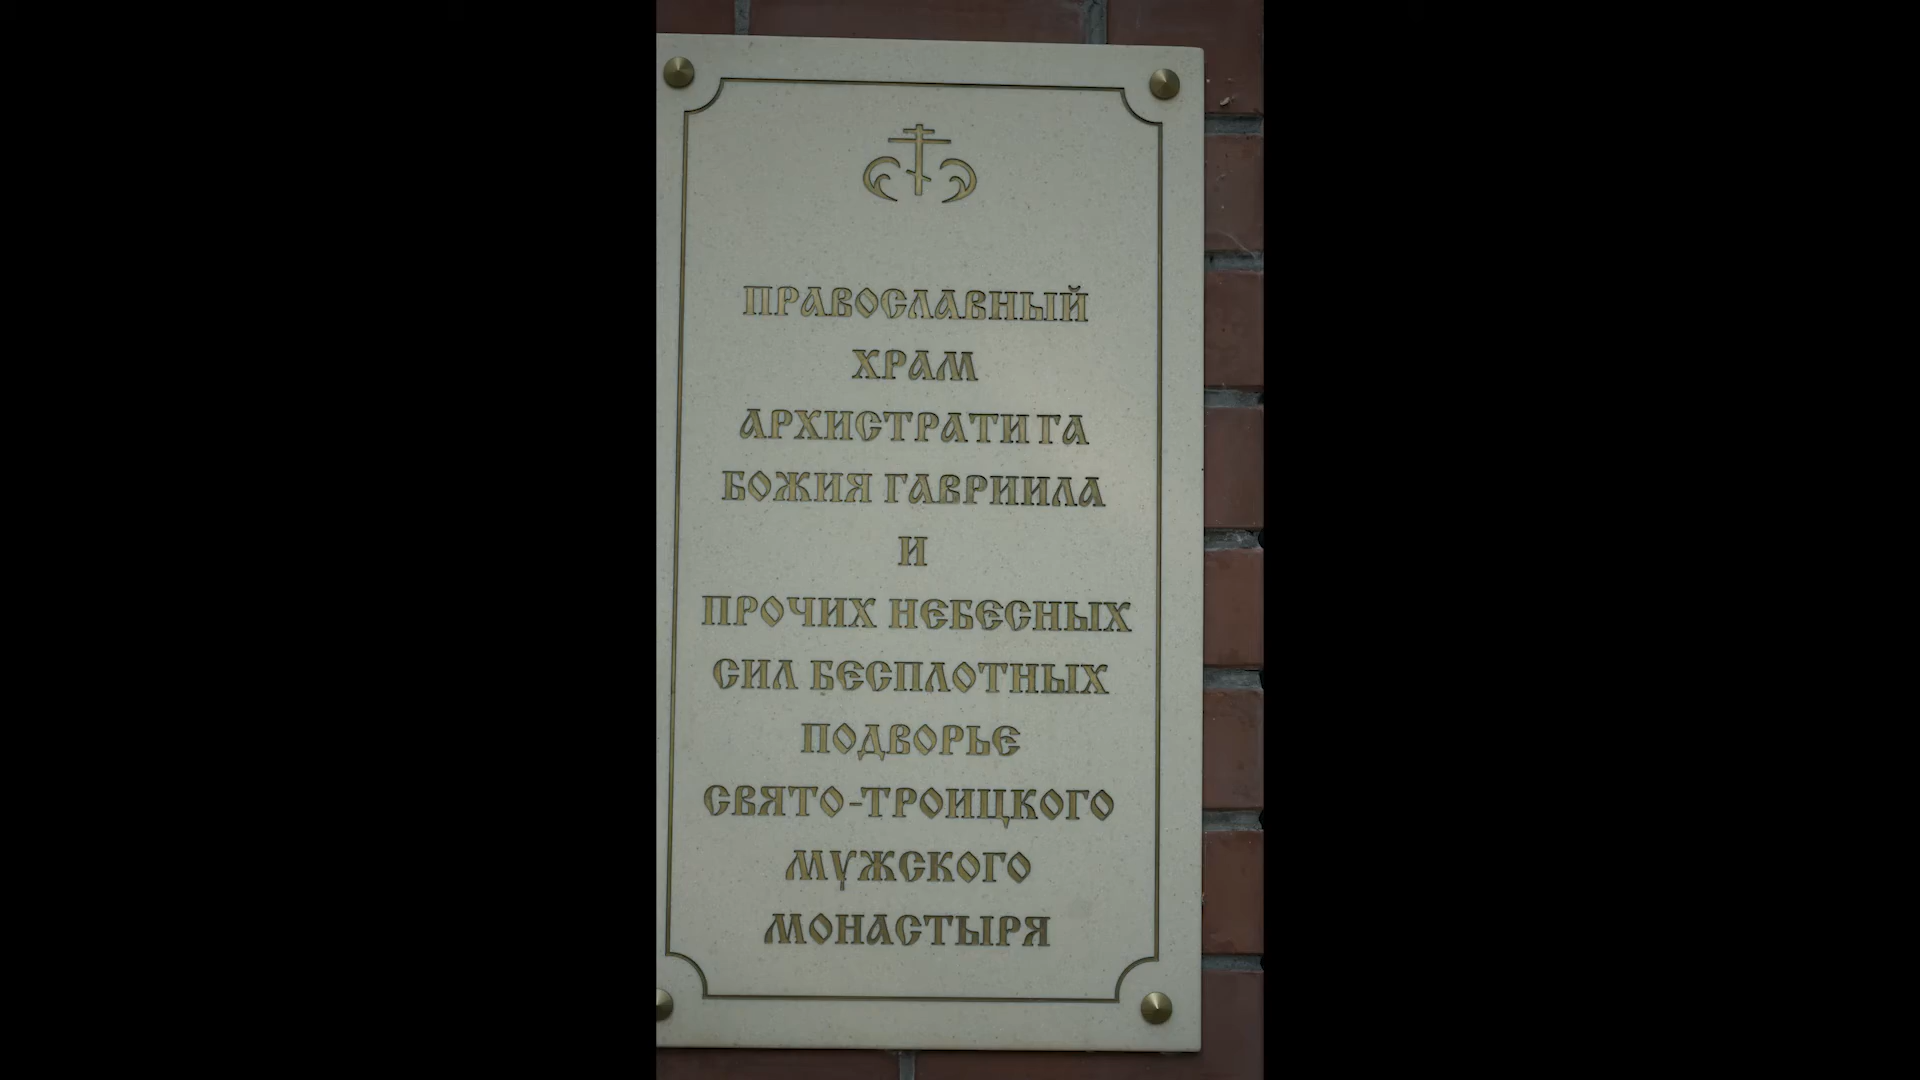 ПРАВОСЛАВНЫЙ
ХРАМ
АРХИСТРАТИГА
БОЖИЯ ГАВРИИЛА
И
ПРОЧИХ НЕБЕСНЫХ
СИЛ БЕСПЛОТНЫХ
ПОДВОРЬЕ
СВЯТО-ТРОИЦКОГО
МУЖСКОГО
МОНАСТЫРЯ